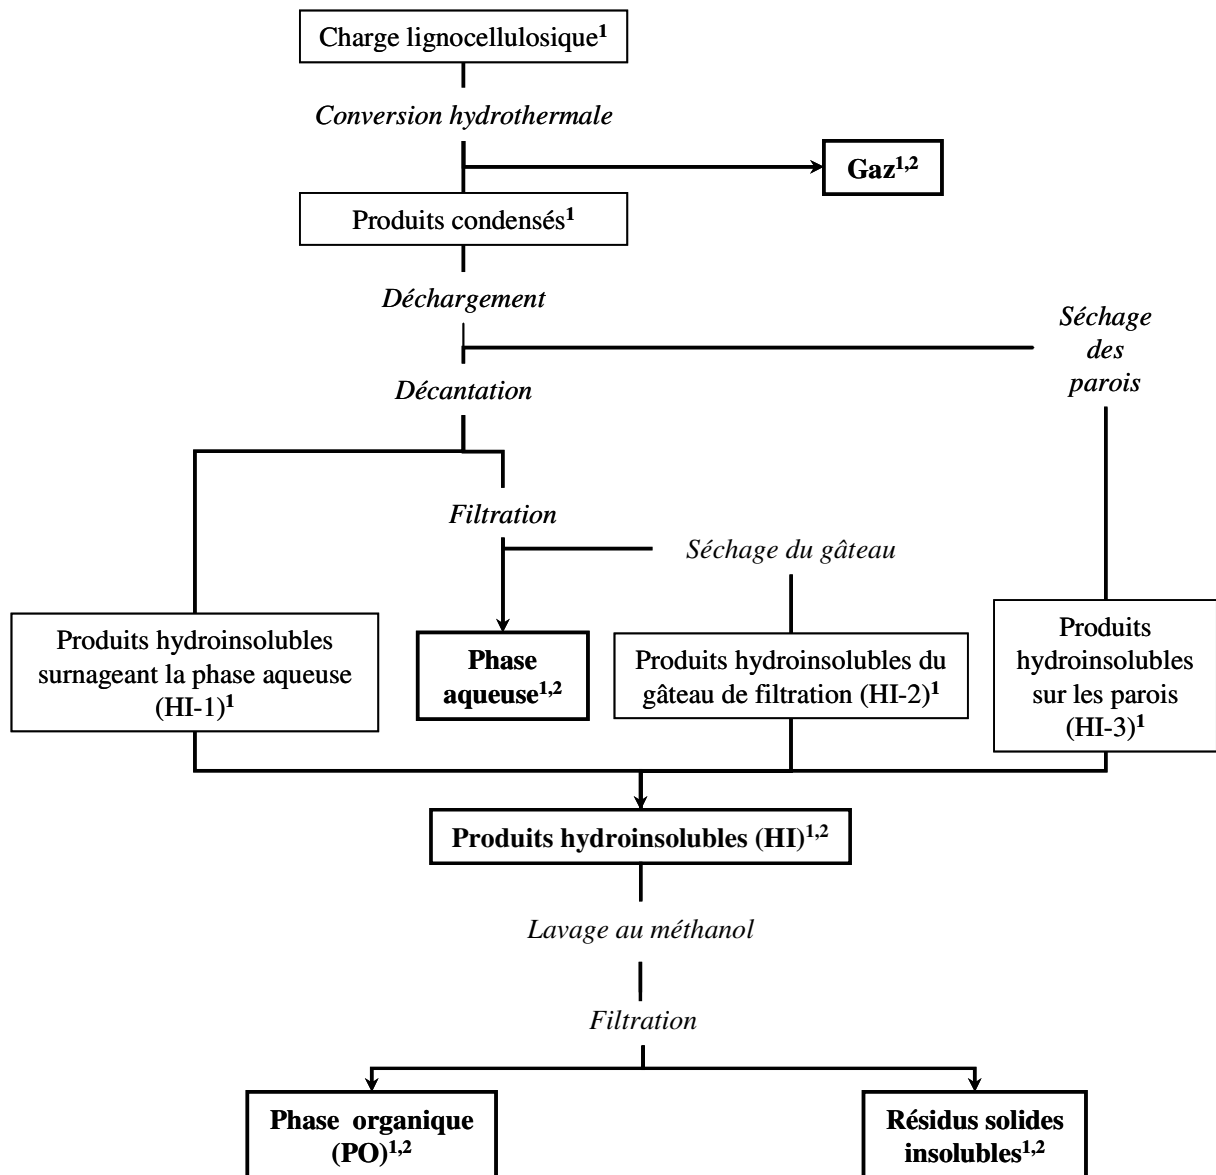 Charge lignocellulosique¹
Conversion hydrothermale
Gaz¹,²
Produits condensés¹
Déchargement
Séchage
des
parois
Décantation
Filtration
Séchage du gâteau
Produits hydroinsolubles
surnageant la phase aqueuse
(HI-1)¹
Phase
aqueuse¹,²
Produits hydroinsolubles du
gâteau de filtration (HI-2)¹
Produits
hydroinsolubles
sur les parois
(HI-3)¹
Produits hydroinsolubles (HI)¹,²
Lavage au méthanol
Filtration
Phase organique
(PO)¹,²
Résidus solides
insolubles¹,²